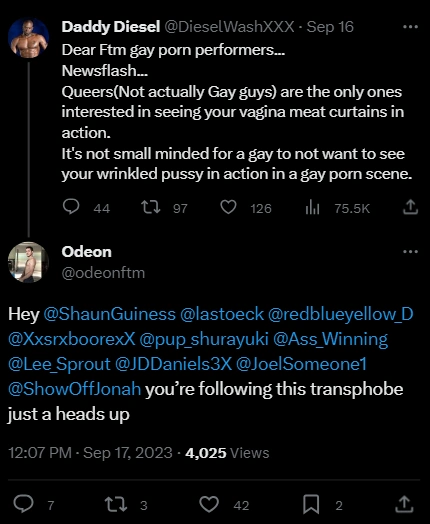 Daddy Diesel @DieselWashXXX · Sep 16
Dear Ftm gay porn performers...
Newsflash...
Queers(Not actually Gay guys) are the only ones
interested in seeing your vagina meat curtains in
action.
It's not small minded for a gay to not want to see
your wrinkled pussy in action in a gay porn scene.
44 97 126 75.5K
Odeon
@odeonftm
Hey @ShaunGuiness @lastoeck @redblueyellow_D
@XxsrxboorexX @pup_shurayuki @Ass_Winning
@Lee_Sprout @JDDaniels3X @JoelSomeone1
@ShowOffJonah you’re following this transphobe
just a heads up
12:07 PM · Sep 17, 2023 · 4,025 Views
7 3 42 2